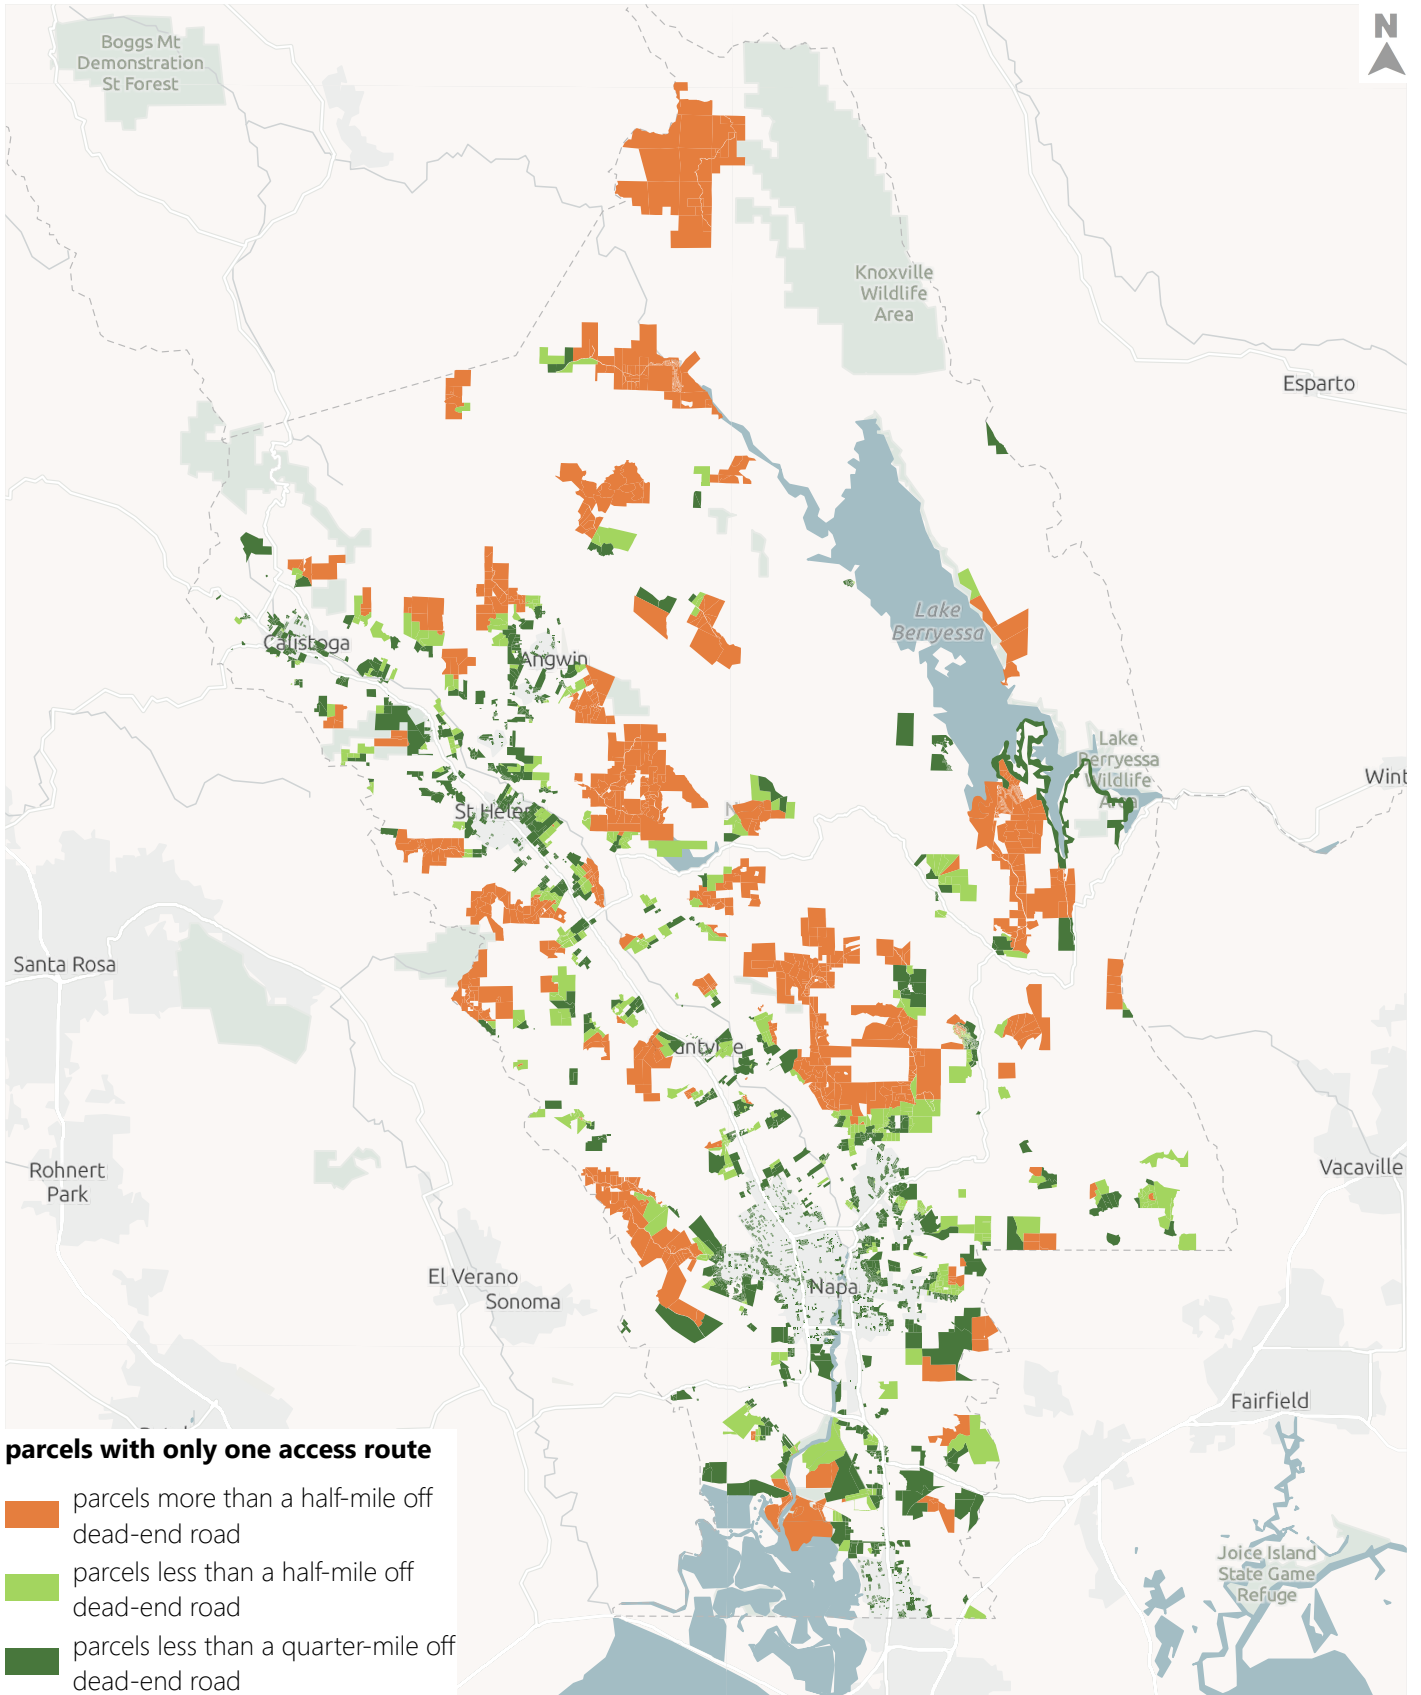 Boggs Mt
Demonstration
St Forest
N
Knoxville
Wildlife
Area
Esparto
Lake
Berryessa
Calistoga
Angwin
Lake
Berryessa
Wildlife
Area
Wint
St Helen
Santa Rosa
antville
Rohnert
Park
Vacaville
El Verano
Sonoma
Napa
Fairfield
Joice Island
State Game
Refuge
parcels with only one access route
parcels more than a half-mile off
dead-end road
parcels less than a half-mile off
dead-end road
parcels less than a quarter-mile off
dead-end road